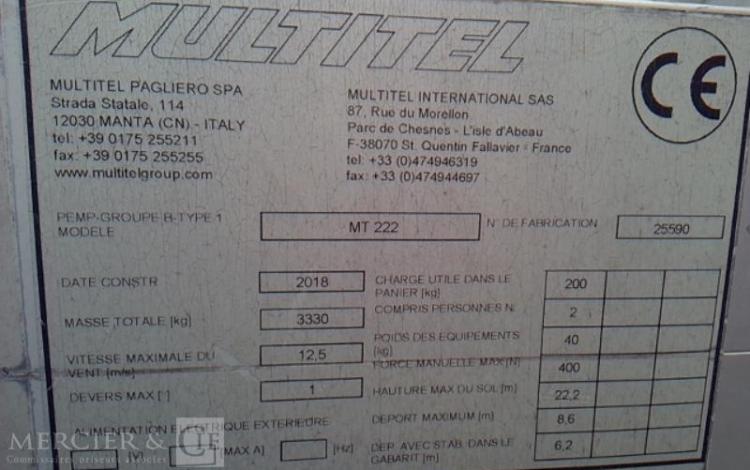 MULTITEL
MULTITEL PAGLIERO SPA
Strada Statale, 114
12030 MANTA (CN) - ITALY
tel: +39 0175 255211
fax: +39 0175 255255
www.multitelgroup.com
MULTITEL INTERNATIONAL SAS
87, Rue du Morellon
Parc de Chesnes - L'isle d'Abeau
F-38070 St. Quentin Fallavier - France
tel: +33 (0)474946319
fax: +33 (0)474944697
CE
PEMP-GROUPE B-TYPE 1
MODELE
MT 222
N° DE FABRICATION
25590
DATE CONSTR
2018
MASSE TOTALE [kg]
3330
VITESSE MAXIMALE DU
VENT [m/s]
12,5
DEVERS MAX [°]
1
ALIMENTATION ELECTRIQUE EXTERIEURE
[V]
[MAX A]
[Hz]
CHARGE UTILE DANS LE
PANIER [kg]
200
COMPRIS PERSONNES N.
2
POIDS DES EQUIPEMENTS
[kg]
40
FORCE MANUELLE MAX [N]
400
HAUTURE MAX DU SOL [m]
22,2
DEPORT MAXIMUM [m]
8,6
DEP. AVEC STAB. DANS LE
GABARIT [m]
6,2
MERCIER & CIE
Commissaires priseurs associés